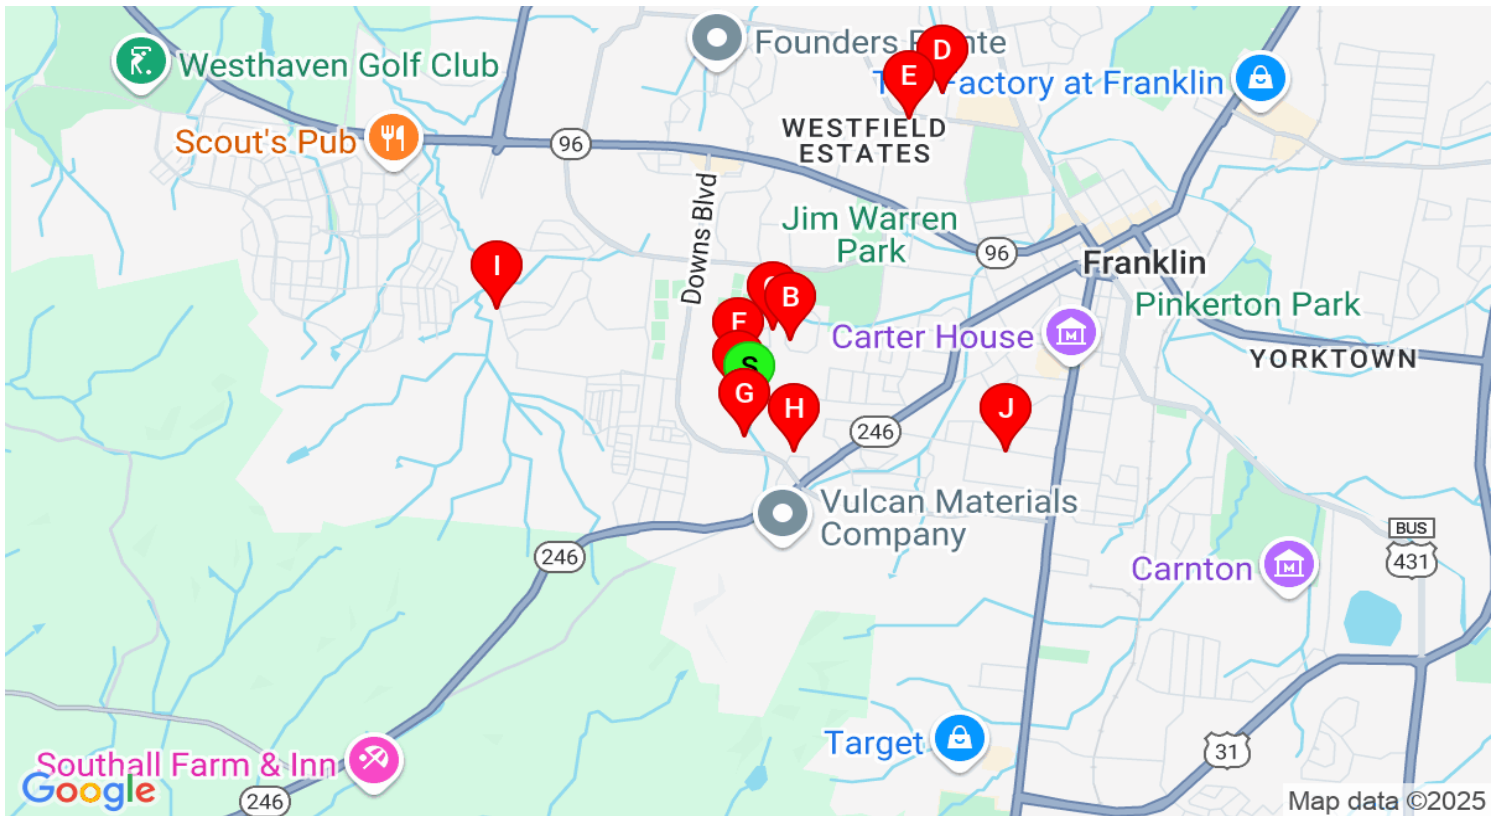 Founders
D
E
Westhaven Golf Club
The Factory at Franklin
Scout's Pub
96
WESTFIELD
ESTATES
Downs Blvd
Jim Warren
Park
96
Franklin
I
B
Pinkerton Park
F
Carter House
YORKTOWN
S
G
H
J
246
Vulcan Materials
Company
BUS
431
246
Carnton
Target
31
Southall Farm & Inn
Google
246
Map data ©2025